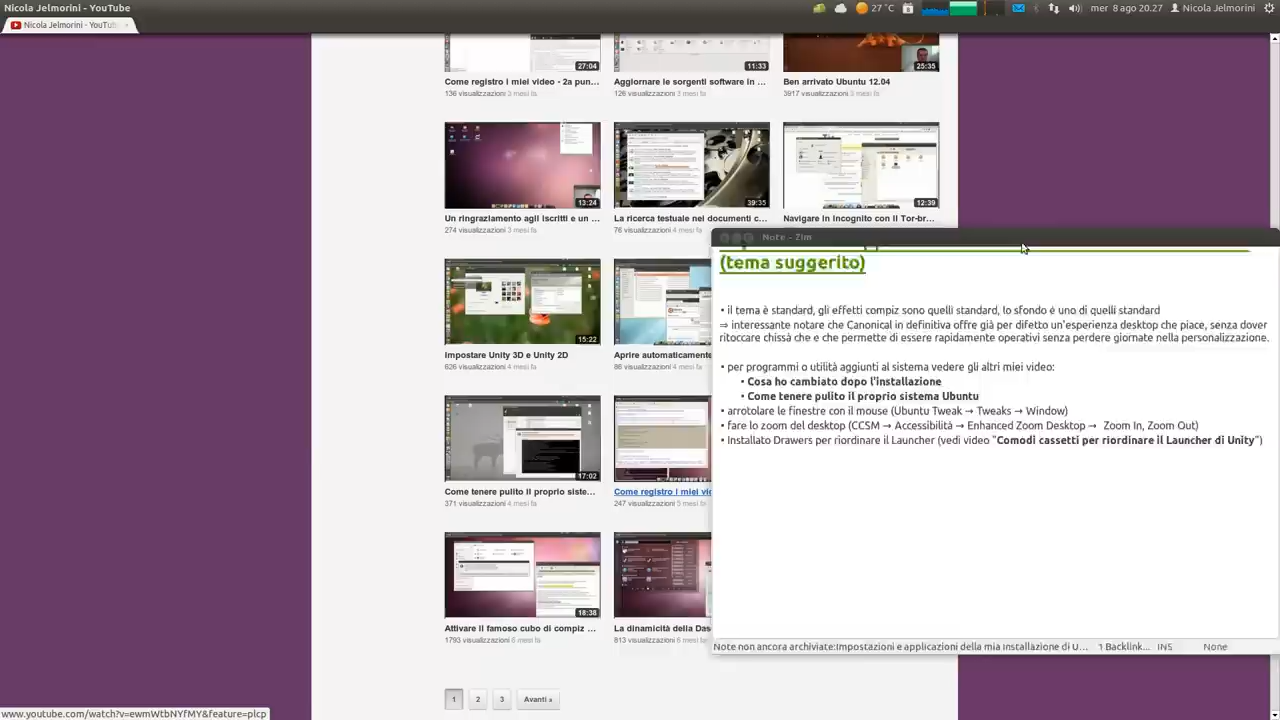 Nicola Jelmorini - YouTube
27 °C
mer 8 ago 20.27
Nicola Jelmorini
Nicola Jelmorini - YouTub
27:04
11:33
25:35
Come registro i miei video - 2a pun...
Aggiornare le sorgenti software in ...
Ben arrivato Ubuntu 12.04
136 visualizzazioni 3 mesi fa
126 visualizzazioni 3 mesi fa
3917 visualizzazioni 3 mesi fa
13:24
39:35
12:39
Un ringraziamento agli iscritti e un ...
La ricerca testuale nei documenti c...
Navigare in incognito con il Tor-br...
274 visualizzazioni 3 mesi fa
76 visualizzazioni 4 mesi fa
Note - Zim
(tema suggerito)
• il tema è standard, gli effetti compiz sono quelli standard, lo sfondo è uno di quelli standard
⇒ interessante notare che Canonical in definitiva offre già per difetto un'esperienza desktop che piace, senza dover
ritoccare chissà che e che permette di essere rapidamente operativi senza perdere giornate nella personalizzazione.
• per programmi o utilità aggiunti al sistema vedere gli altri miei video:
• Cosa ho cambiato dopo l'installazione
• Come tenere pulito il proprio sistema Ubuntu
• arrotolare le finestre con il mouse (Ubuntu Tweak → Tweaks → Window)
• fare lo zoom del desktop (CCSM → Accessibilità → Enhanced Zoom Desktop → Zoom In, Zoom Out)
• Installato Drawers per riordinare il Launcher (vedi video "Comodi cassetti per riordinare il Launcher di Unity")
Note non ancora archiviate:Impostazioni e applicazioni della mia installazione di U...
1 Backlink...
INS
None
15:22
impostare Unity 3D e Unity 2D
Aprire automaticamente
626 visualizzazioni 4 mesi fa
88 visualizzazioni 4 mesi fa
17:02
Come tenere pulito il proprio siste...
Come registro i miei vid
371 visualizzazioni 4 mesi fa
247 visualizzazioni 5 mesi fa
18:38
Attivare il famoso cubo di compiz ...
La dinamicità della Das
1793 visualizzazioni 6 mesi fa
813 visualizzazioni 6 mesi fa
1
2
3
Avanti »
www.youtube.com/watch?v=ewmWtbNYfMY&feature=plcp